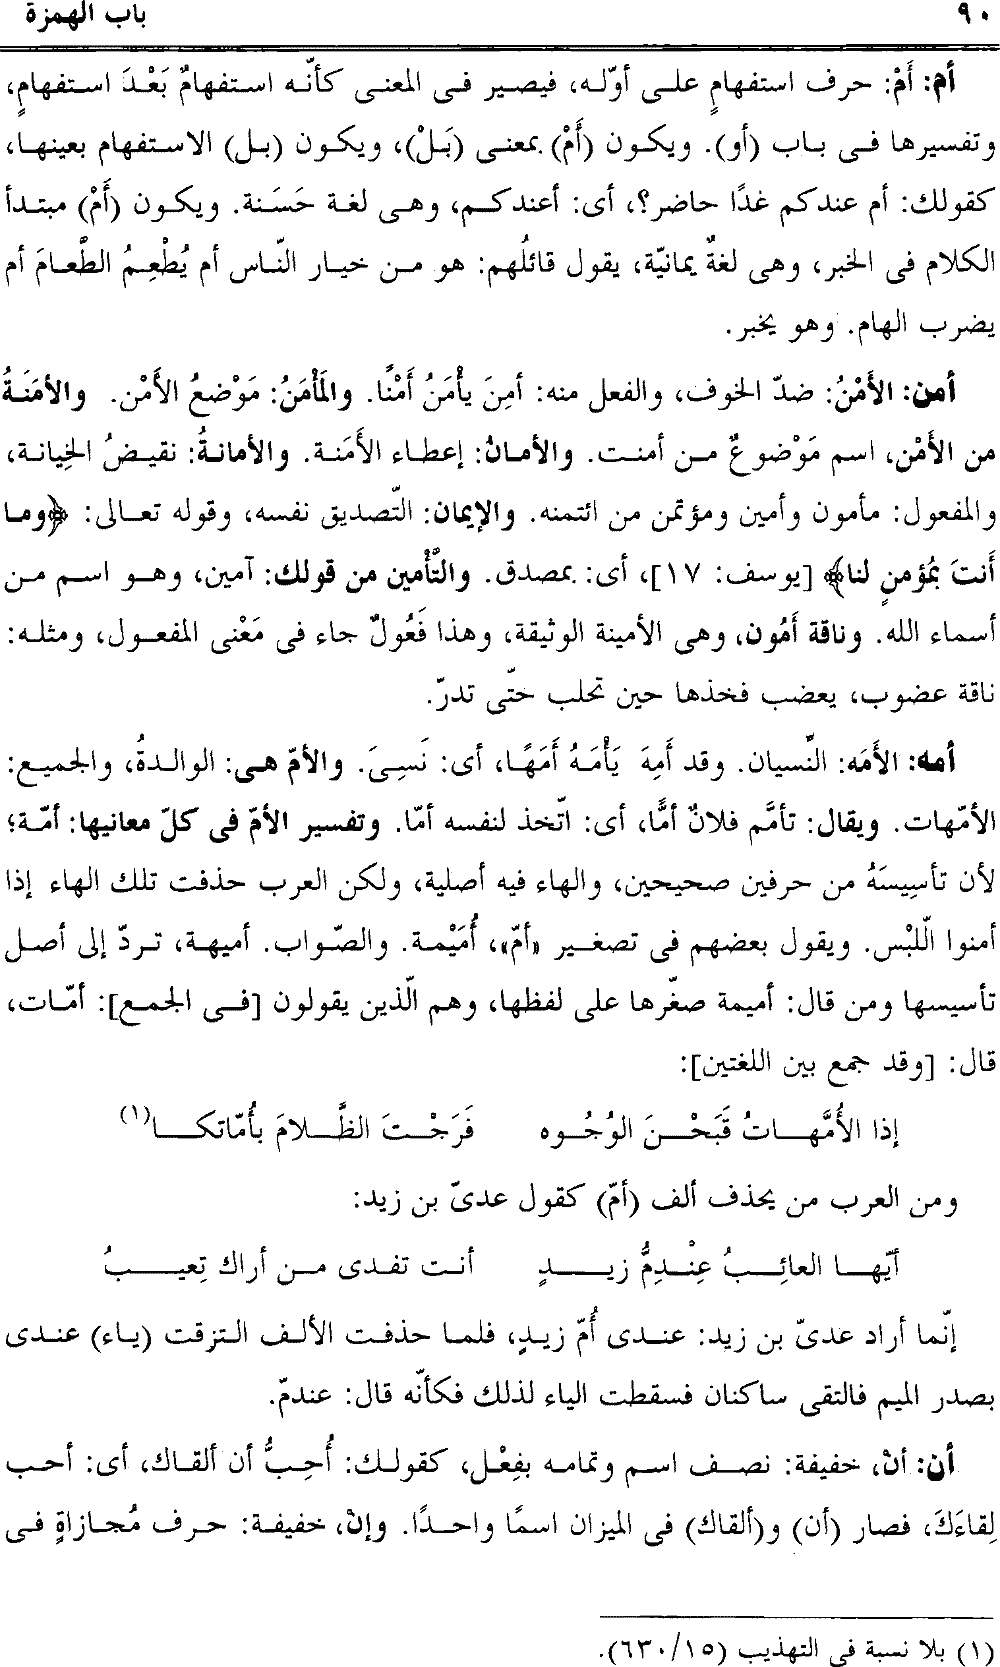 ٩٠ باب الهمزة
أم: أَمْ: حرف استفهامٍ على أوّله، فيصير فى المعنى كأنّه استفهامٌ بَعْدَ استفهامٍ،
وتفسيرها فى باب (أو). ويكون (أَمْ) بمعنى (بَلْ)، ويكون (بل) الاستفهام بعينها،
كقولك: أم عندكم غدًا حاضر؟، أى: أعندكم، وهى لغة حَسَنة. ويكون (أَمْ) مبتدأ
الكلام فى الخبر، وهى لغةٌ يمانيّة، يقول قائلُهم: هو من خيار النّاس أم يُطْعِمُ الطَّعامَ أم
يضرب الهام. وهو يخبر.
أمن: الأَمْنُ: ضدّ الخوف، والفعل منه: أمِنَ يأْمَنُ أَمْنًا. والمَأْمَنُ: مَوْضعُ الأَمْن. والأمَنَةُ
من الأَمْن، اسم مَوْضوعٌ من أمنت. والأمانُ: إعطاء الأَمَنة. والأمانةُ: نقيضُ الخِيانة،
والمفعول: مأمون وأمين ومؤتمن من ائتمنه. والإيمان: التّصديق نفسه، وقوله تعالى: ﴿وما
أنتَ بمُؤمنٍ لنا﴾ [يوسف: ١٧]، أى: بمصدق. والتَّأْمين من قولك: آمين، وهو اسم من
أسماء الله. وناقة أَمُون، وهى الأمينة الوثيقة، وهذا فَعُولٌ جاء فى مَعْنى المفعول، ومثله:
ناقة عضوب، يعضب فخذها حين تحلب حتّى تدرّ.
أمه: الأَمَه: النِّسيان. وقد أَمِهَ يَأْمَهُ أَمَهًا، أى: نَسِىَ. والأمّ هى: الوالدةُ، والجميع:
الأمّهات. ويقال: تأمَّم فلانٌ أمًّا، أى: اتّخذ لنفسه أمّا. وتفسير الأمّ فى كلّ معانيها: أمّة؛
لأن تأسِيسَهُ من حرفين صحيحين، والهاء فيه أصلية، ولكن العرب حذفت تلك الهاء إذا
أمنوا اللّبْس. ويقول بعضهم فى تصغير «أمّ»، أُمَيْمة. والصّواب. أميهة، تردّ إلى أصل
تأسيسها ومن قال: أميمة صغّرها على لفظها، وهم الّذين يقولون [فى الجمع]: أمّات،
قال: [وقد جمع بين اللغتين]:
إذا الأُمَّهاتُ قَبَحْنَ الوُجُوه فَرَجْتَ الظَّلامَ بأُمّاتكا(١)
ومن العرب من يحذف ألف (أمّ) كقول عدىّ بن زيد:
أيّها العائبُ عِنْدِمُّ زيدٍ أنت تفدى من أراك تِعيبُ
إنّما أراد عدىّ بن زيد: عندى أُمّ زيدٍ، فلما حذفت الألف التزقت (ياء) عندى
بصدر الميم فالتقى ساكنان فسقطت الياء لذلك فكأنّه قال: عندمّ.
أن: أنْ، خفيفة: نصف اسم وتمامه بفِعْل، كقولك: أُحِبُّ أن ألقاك، أى: أحب
لِقاءَكَ، فصار (أن) و(ألقاك) فى الميزان اسمًا واحدًا. وإنْ، خفيفة: حرف مُجازاةٍ فى
(١) بلا نسبة فى التهذيب (٦٣٠/١٥).